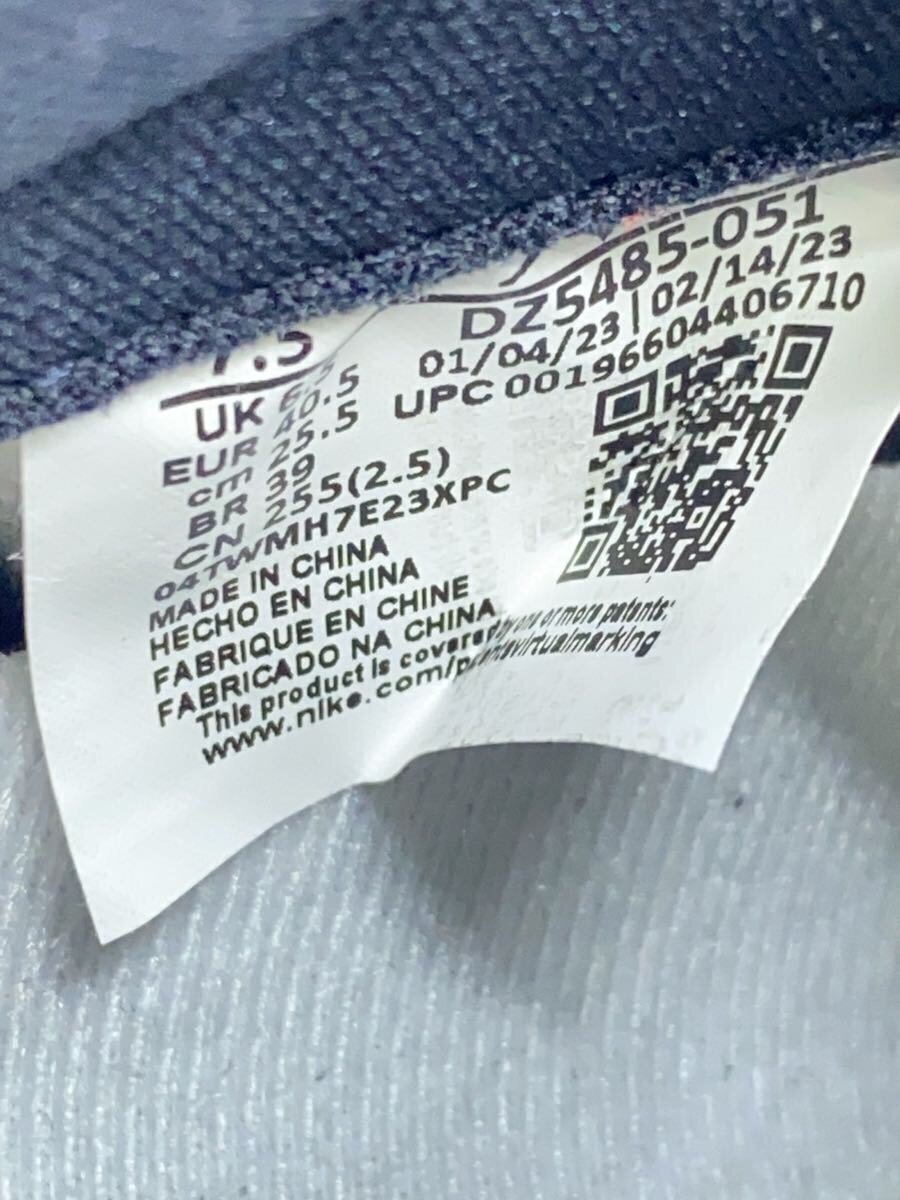 7.5
UK 6.5
EUR 40.5
cm 25.5
BR 39
CN 255(2.5)
04TWMH7E23XPC
MADE IN CHINA
HECHO EN CHINA
FABRIQUE EN CHINE
FABRICADO NA CHINA
This product is covered by one or more patents:
www.nike.com/patentsvirtualmarking
DZ5485-051
01/04/23 | 02/14/23
UPC 00196604406710